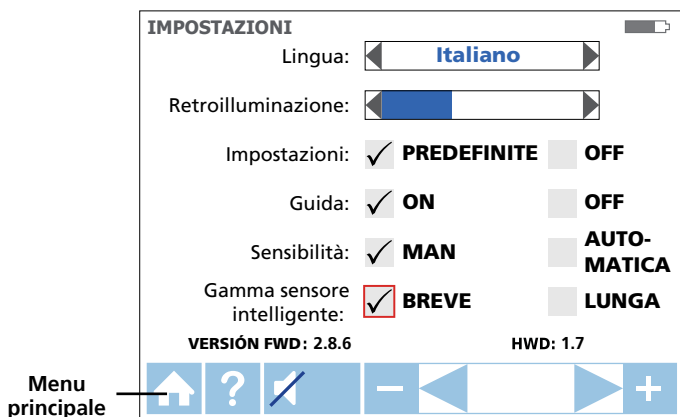 IMPOSTAZIONI
Lingua: Italiano
Retroilluminazione:
Impostazioni: PREDEFINITE OFF
Guida: ON OFF
Sensibilità: MAN AUTO-
MATICA
Gamma sensore
intelligente: BREVE LUNGA
VERSIÓN FWD: 2.8.6 HWD: 1.7
Menu
principale
? − +